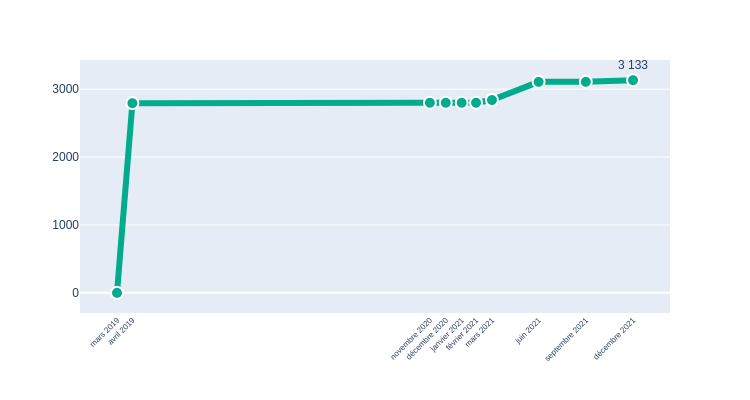 3 133
3000
2000
1000
0
mars 2019
avril 2019
novembre 2020
décembre 2020
janvier 2021
février 2021
mars 2021
juin 2021
septembre 2021
décembre 2021